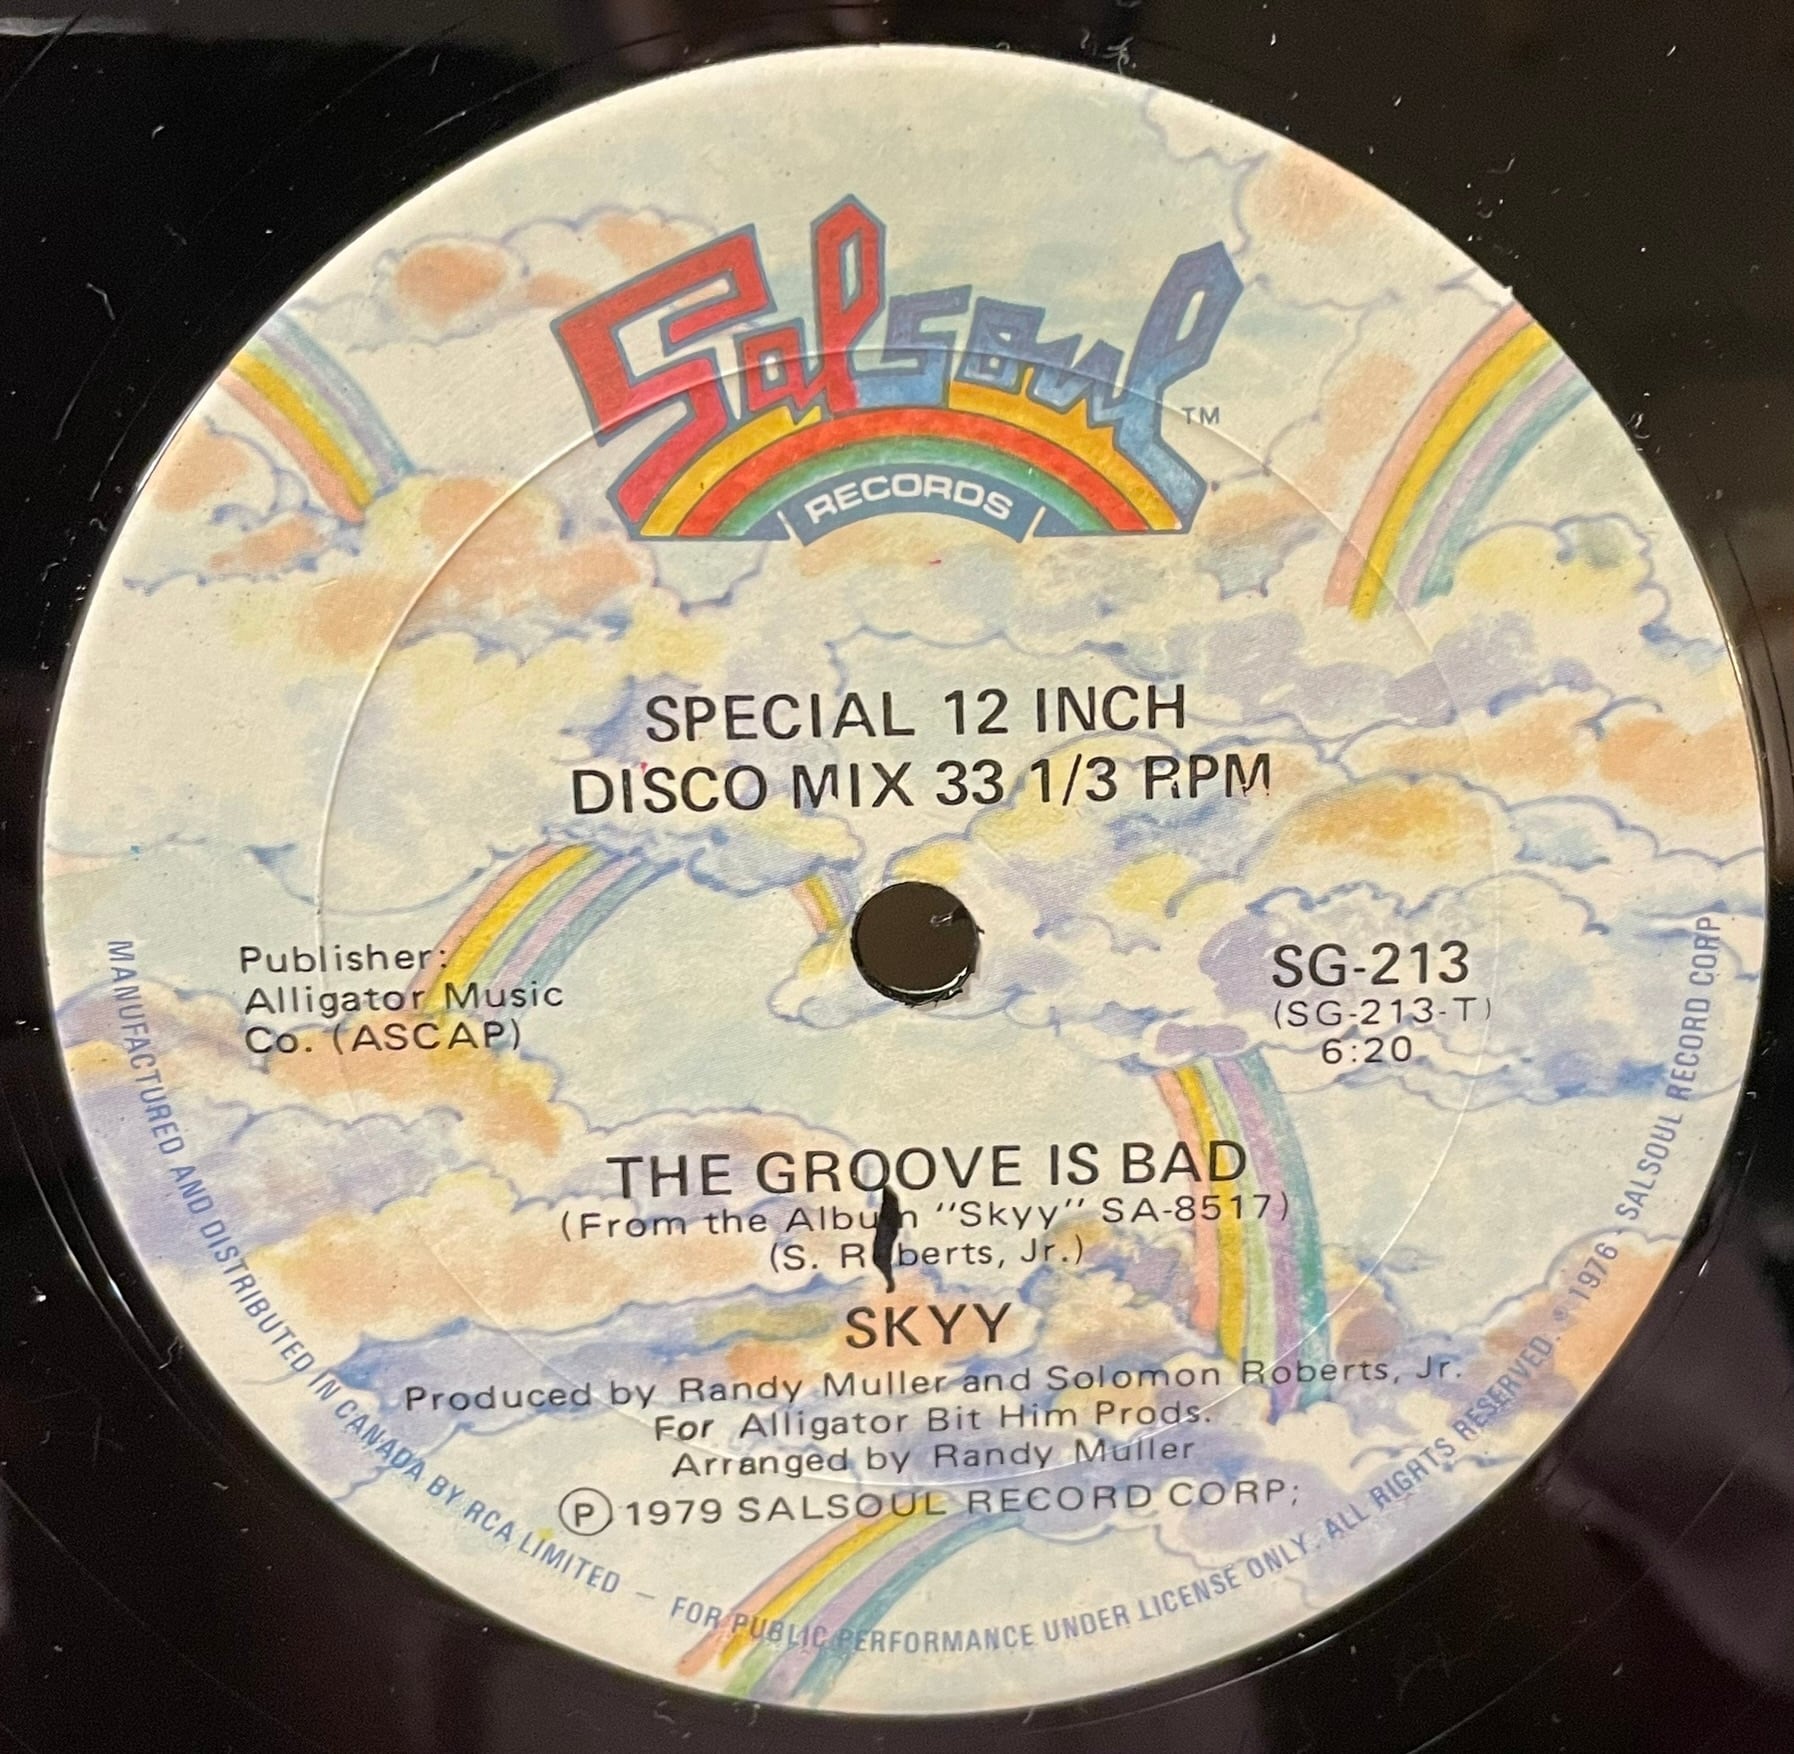 Salsoul
TM
RECORDS
SPECIAL 12 INCH
DISCO MIX 33 1/3 RPM
Publisher:
Alligator Music
Co. (ASCAP)
SG-213
(SG-213-T)
6:20
THE GROOVE IS BAD
(From the Album "Skyy" SA-8517)
(S. Roberts, Jr.)
SKYY
Produced by Randy Muller and Solomon Roberts, Jr.
For Alligator Bit Him Prods.
Arranged by Randy Muller
Ⓟ 1979 SALSOUL RECORD CORP;
MANUFACTURED AND DISTRIBUTED IN CANADA BY RCA LIMITED — FOR PUBLIC PERFORMANCE UNDER LICENSE ONLY. ALL RIGHTS RESERVED. © 1976 - SALSOUL RECORD CORP